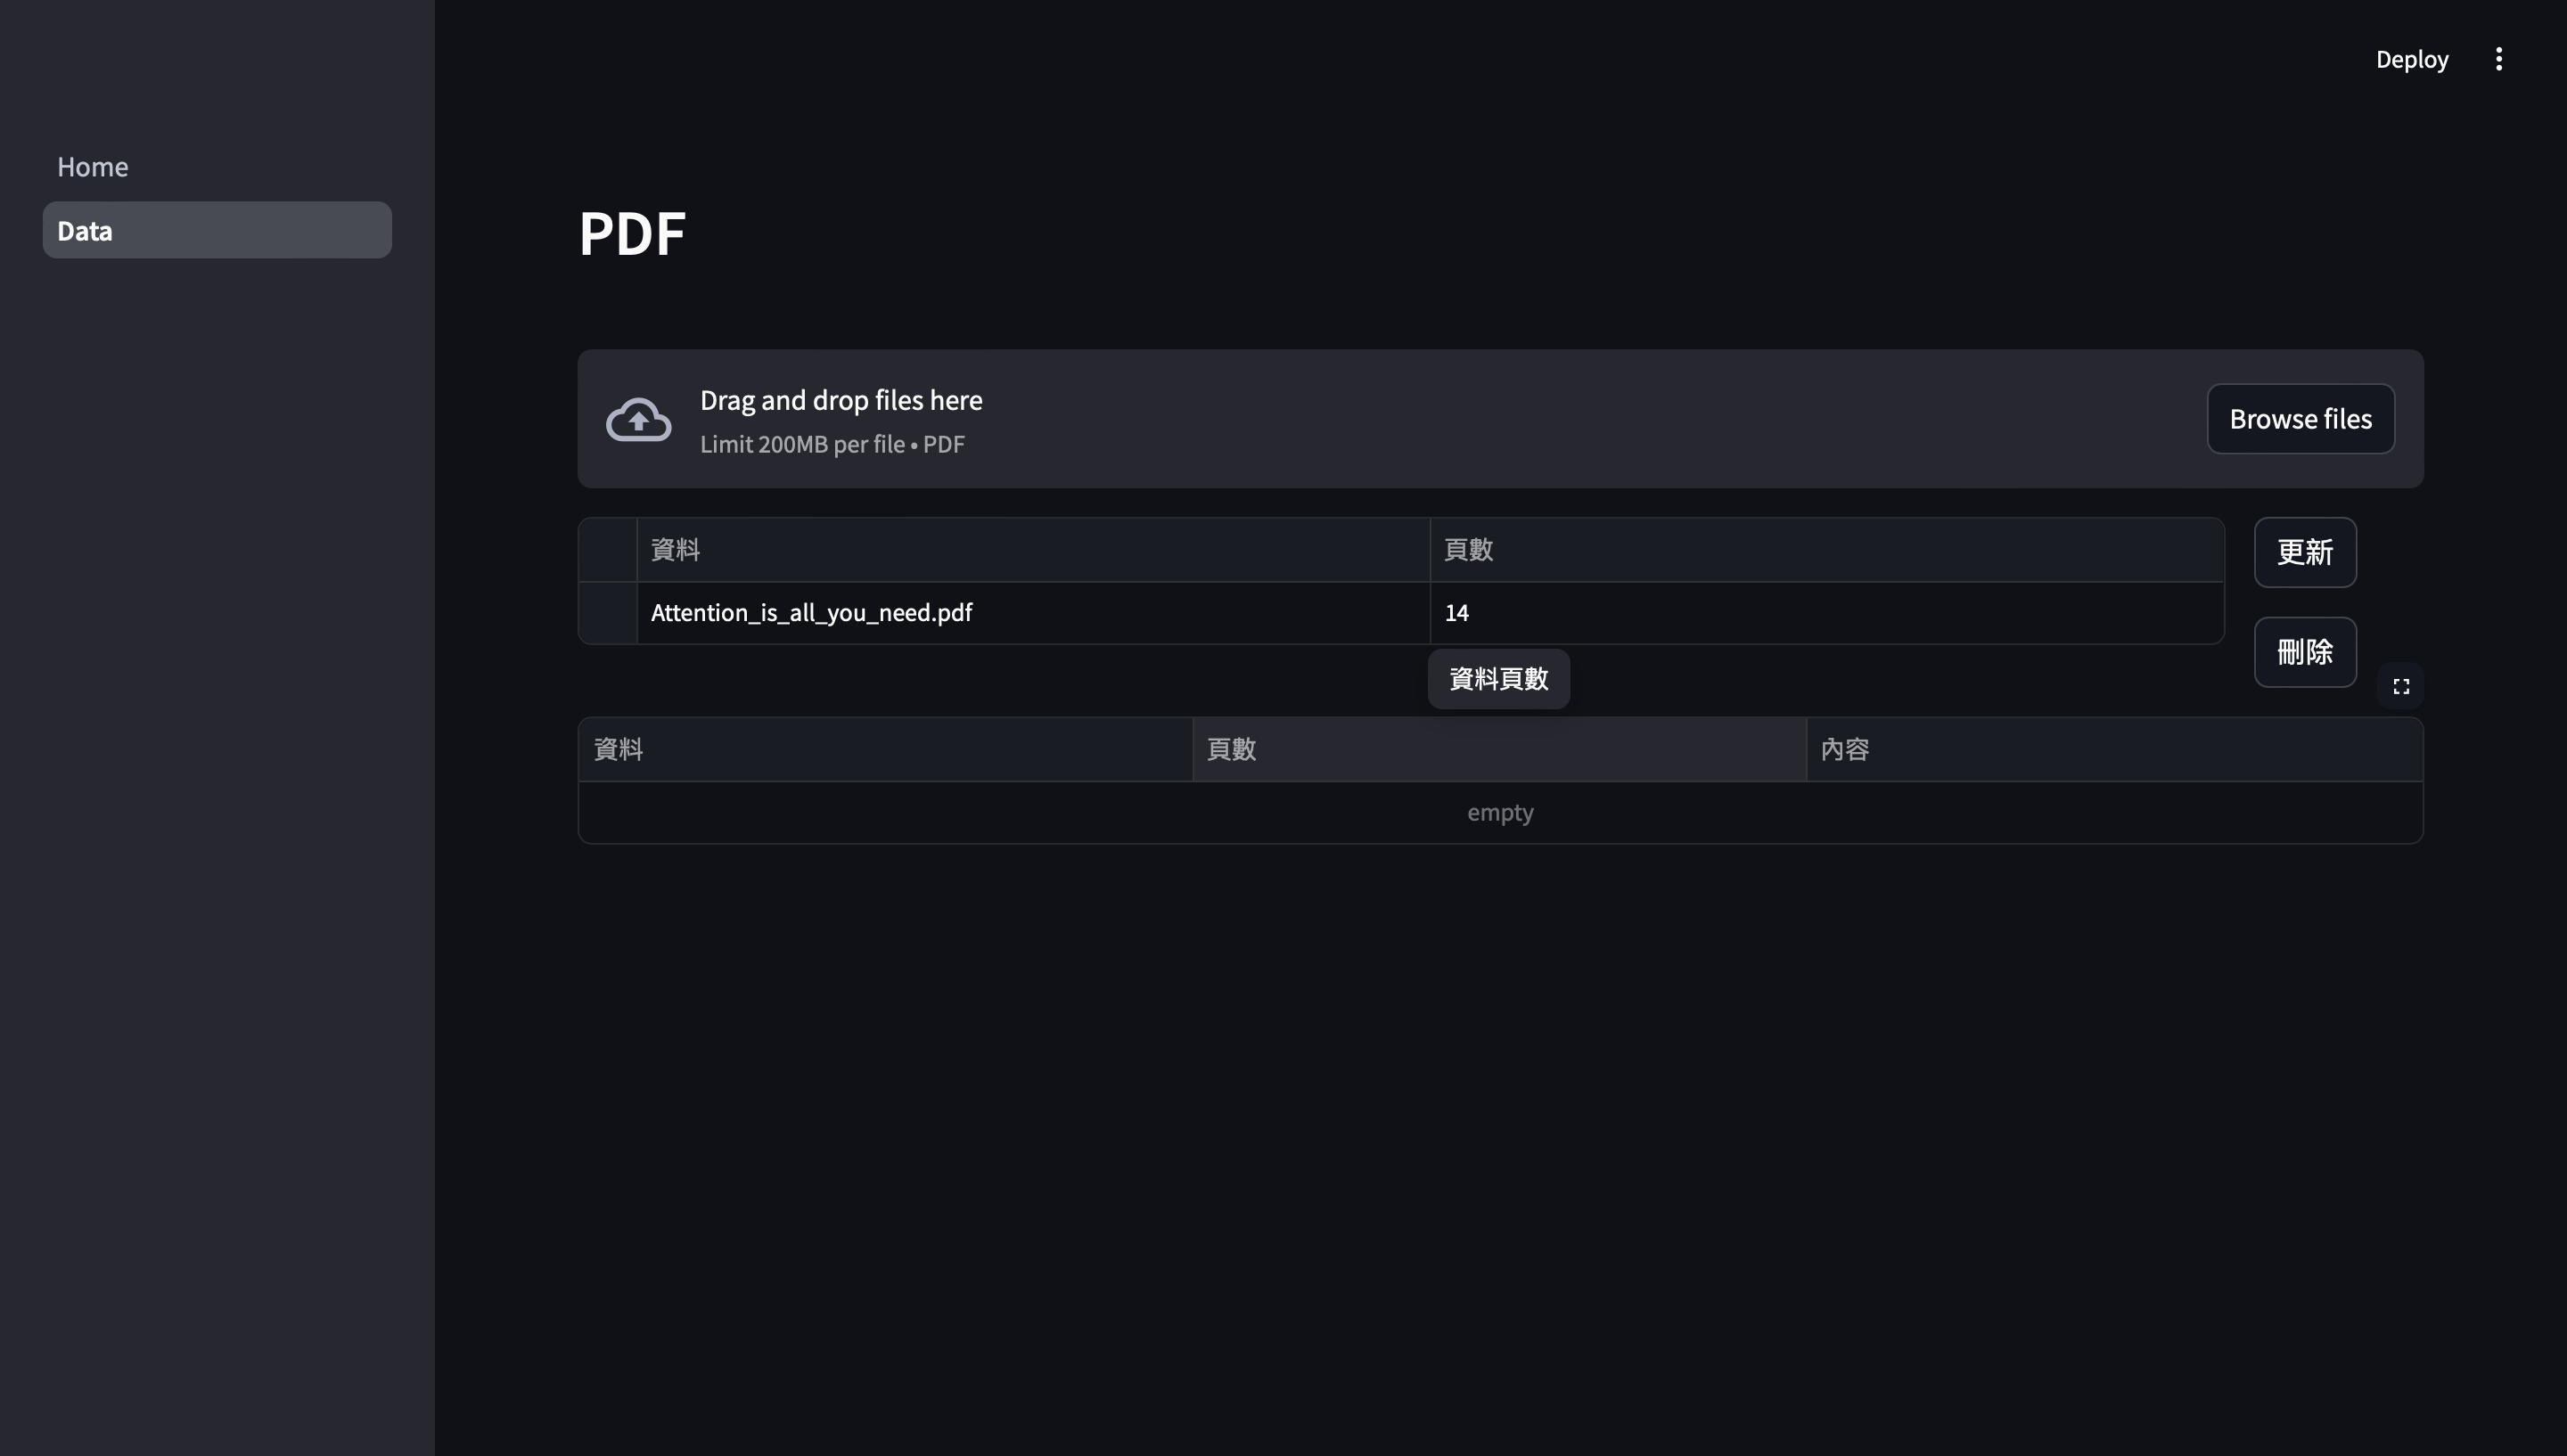 Deploy
Home
Data
PDF
Drag and drop files here
Limit 200MB per file • PDF
Browse files
資料 頁數
更新
Attention_is_all_you_need.pdf 14
刪除
資料頁數
資料 頁數 內容
empty